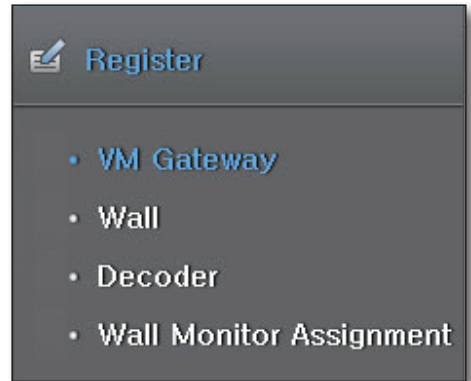 Register
• VM Gateway
• Wall
• Decoder
• Wall Monitor Assignment